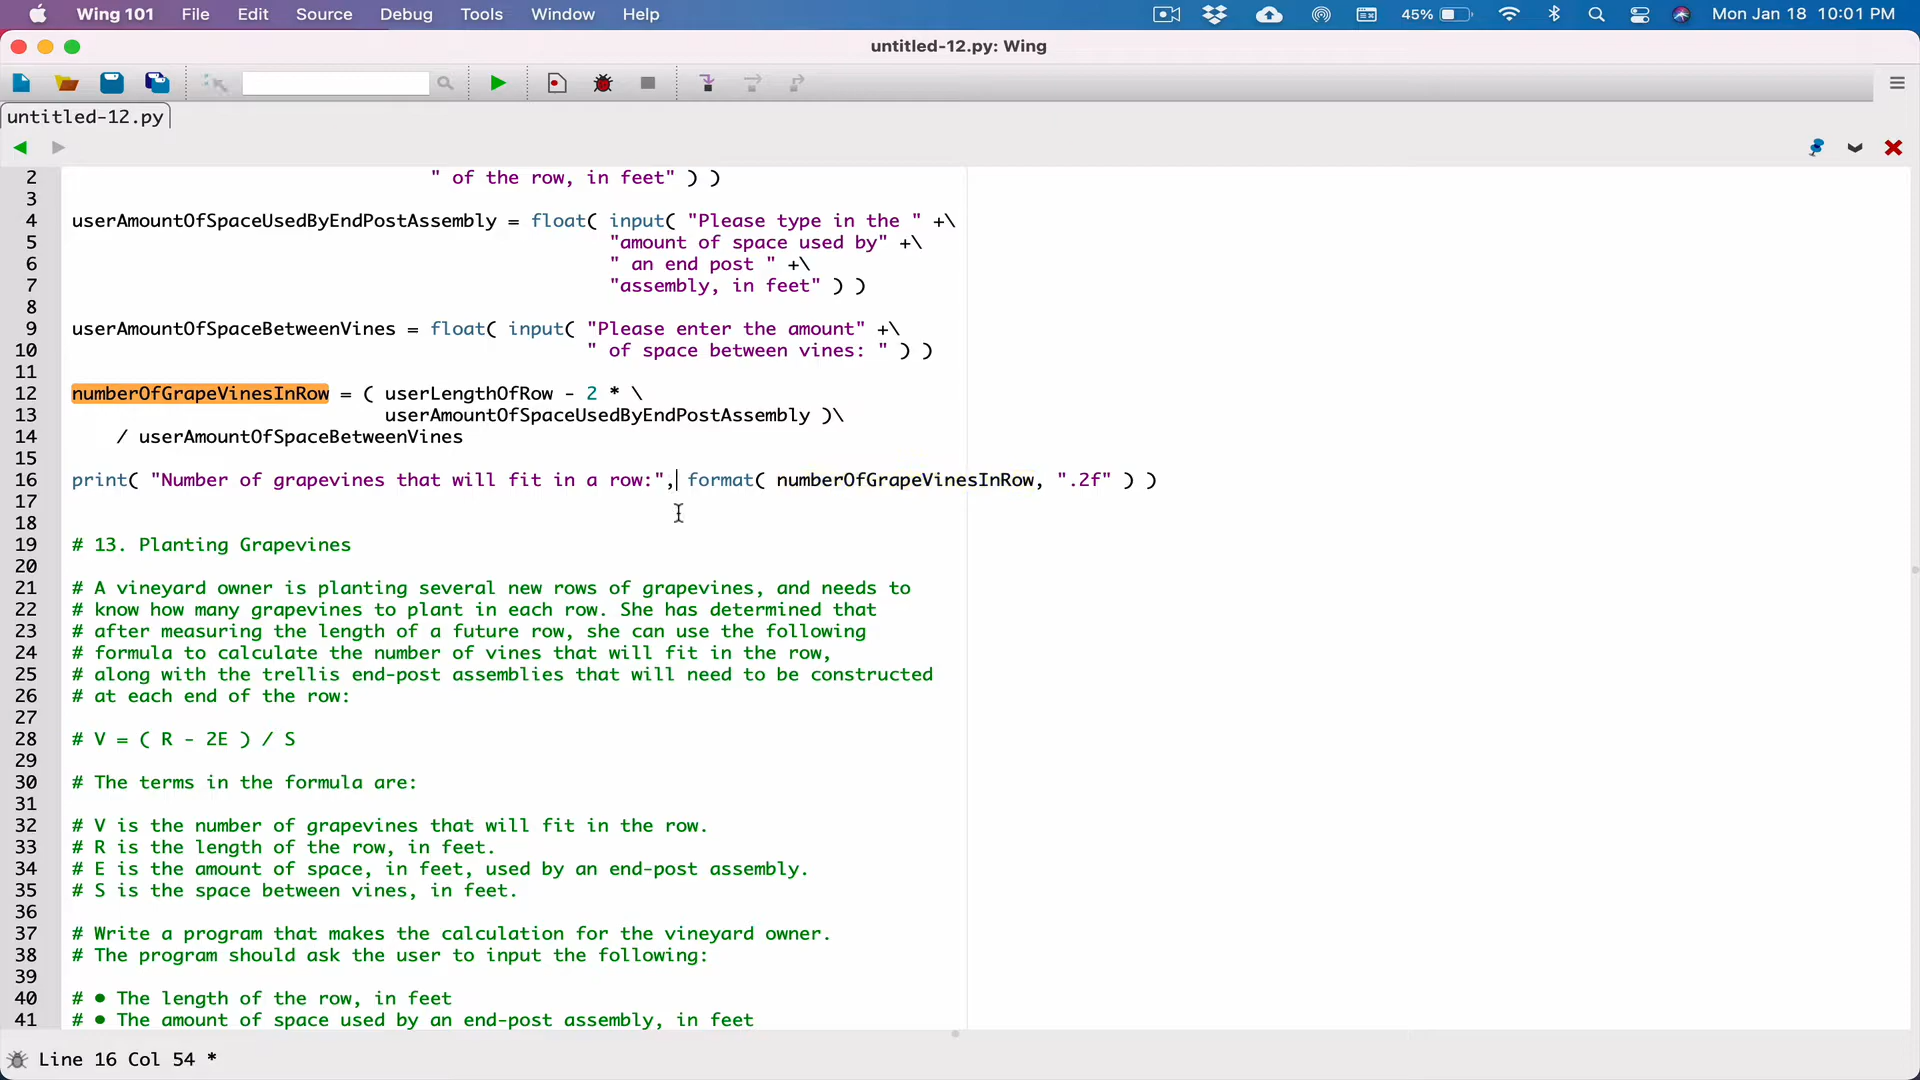 Wing 101 File Edit Source Debug Tools Window Help 45% Mon Jan 18 10:01 PM
untitled-12.py: Wing
untitled-12.py
2 " of the row, in feet" ) )
3
4 userAmountOfSpaceUsedByEndPostAssembly = float( input( "Please type in the " +\
5 "amount of space used by" +\
6 " an end post " +\
7 "assembly, in feet" ) )
8
9 userAmountOfSpaceBetweenVines = float( input( "Please enter the amount" +\
10 " of space between vines: " ) )
11
12 numberOfGrapeVinesInRow = ( userLengthOfRow - 2 * \
13 userAmountOfSpaceUsedByEndPostAssembly )\
14 / userAmountOfSpaceBetweenVines
15
16 print( "Number of grapevines that will fit in a row:", format( numberOfGrapeVinesInRow, ".2f" ) )
17
18
19 # 13. Planting Grapevines
20
21 # A vineyard owner is planting several new rows of grapevines, and needs to
22 # know how many grapevines to plant in each row. She has determined that
23 # after measuring the length of a future row, she can use the following
24 # formula to calculate the number of vines that will fit in the row,
25 # along with the trellis end-post assemblies that will need to be constructed
26 # at each end of the row:
27
28 # V = ( R - 2E ) / S
29
30 # The terms in the formula are:
31
32 # V is the number of grapevines that will fit in the row.
33 # R is the length of the row, in feet.
34 # E is the amount of space, in feet, used by an end-post assembly.
35 # S is the space between vines, in feet.
36
37 # Write a program that makes the calculation for the vineyard owner.
38 # The program should ask the user to input the following:
39
40 # ● The length of the row, in feet
41 # ● The amount of space used by an end-post assembly, in feet
Line 16 Col 54 *